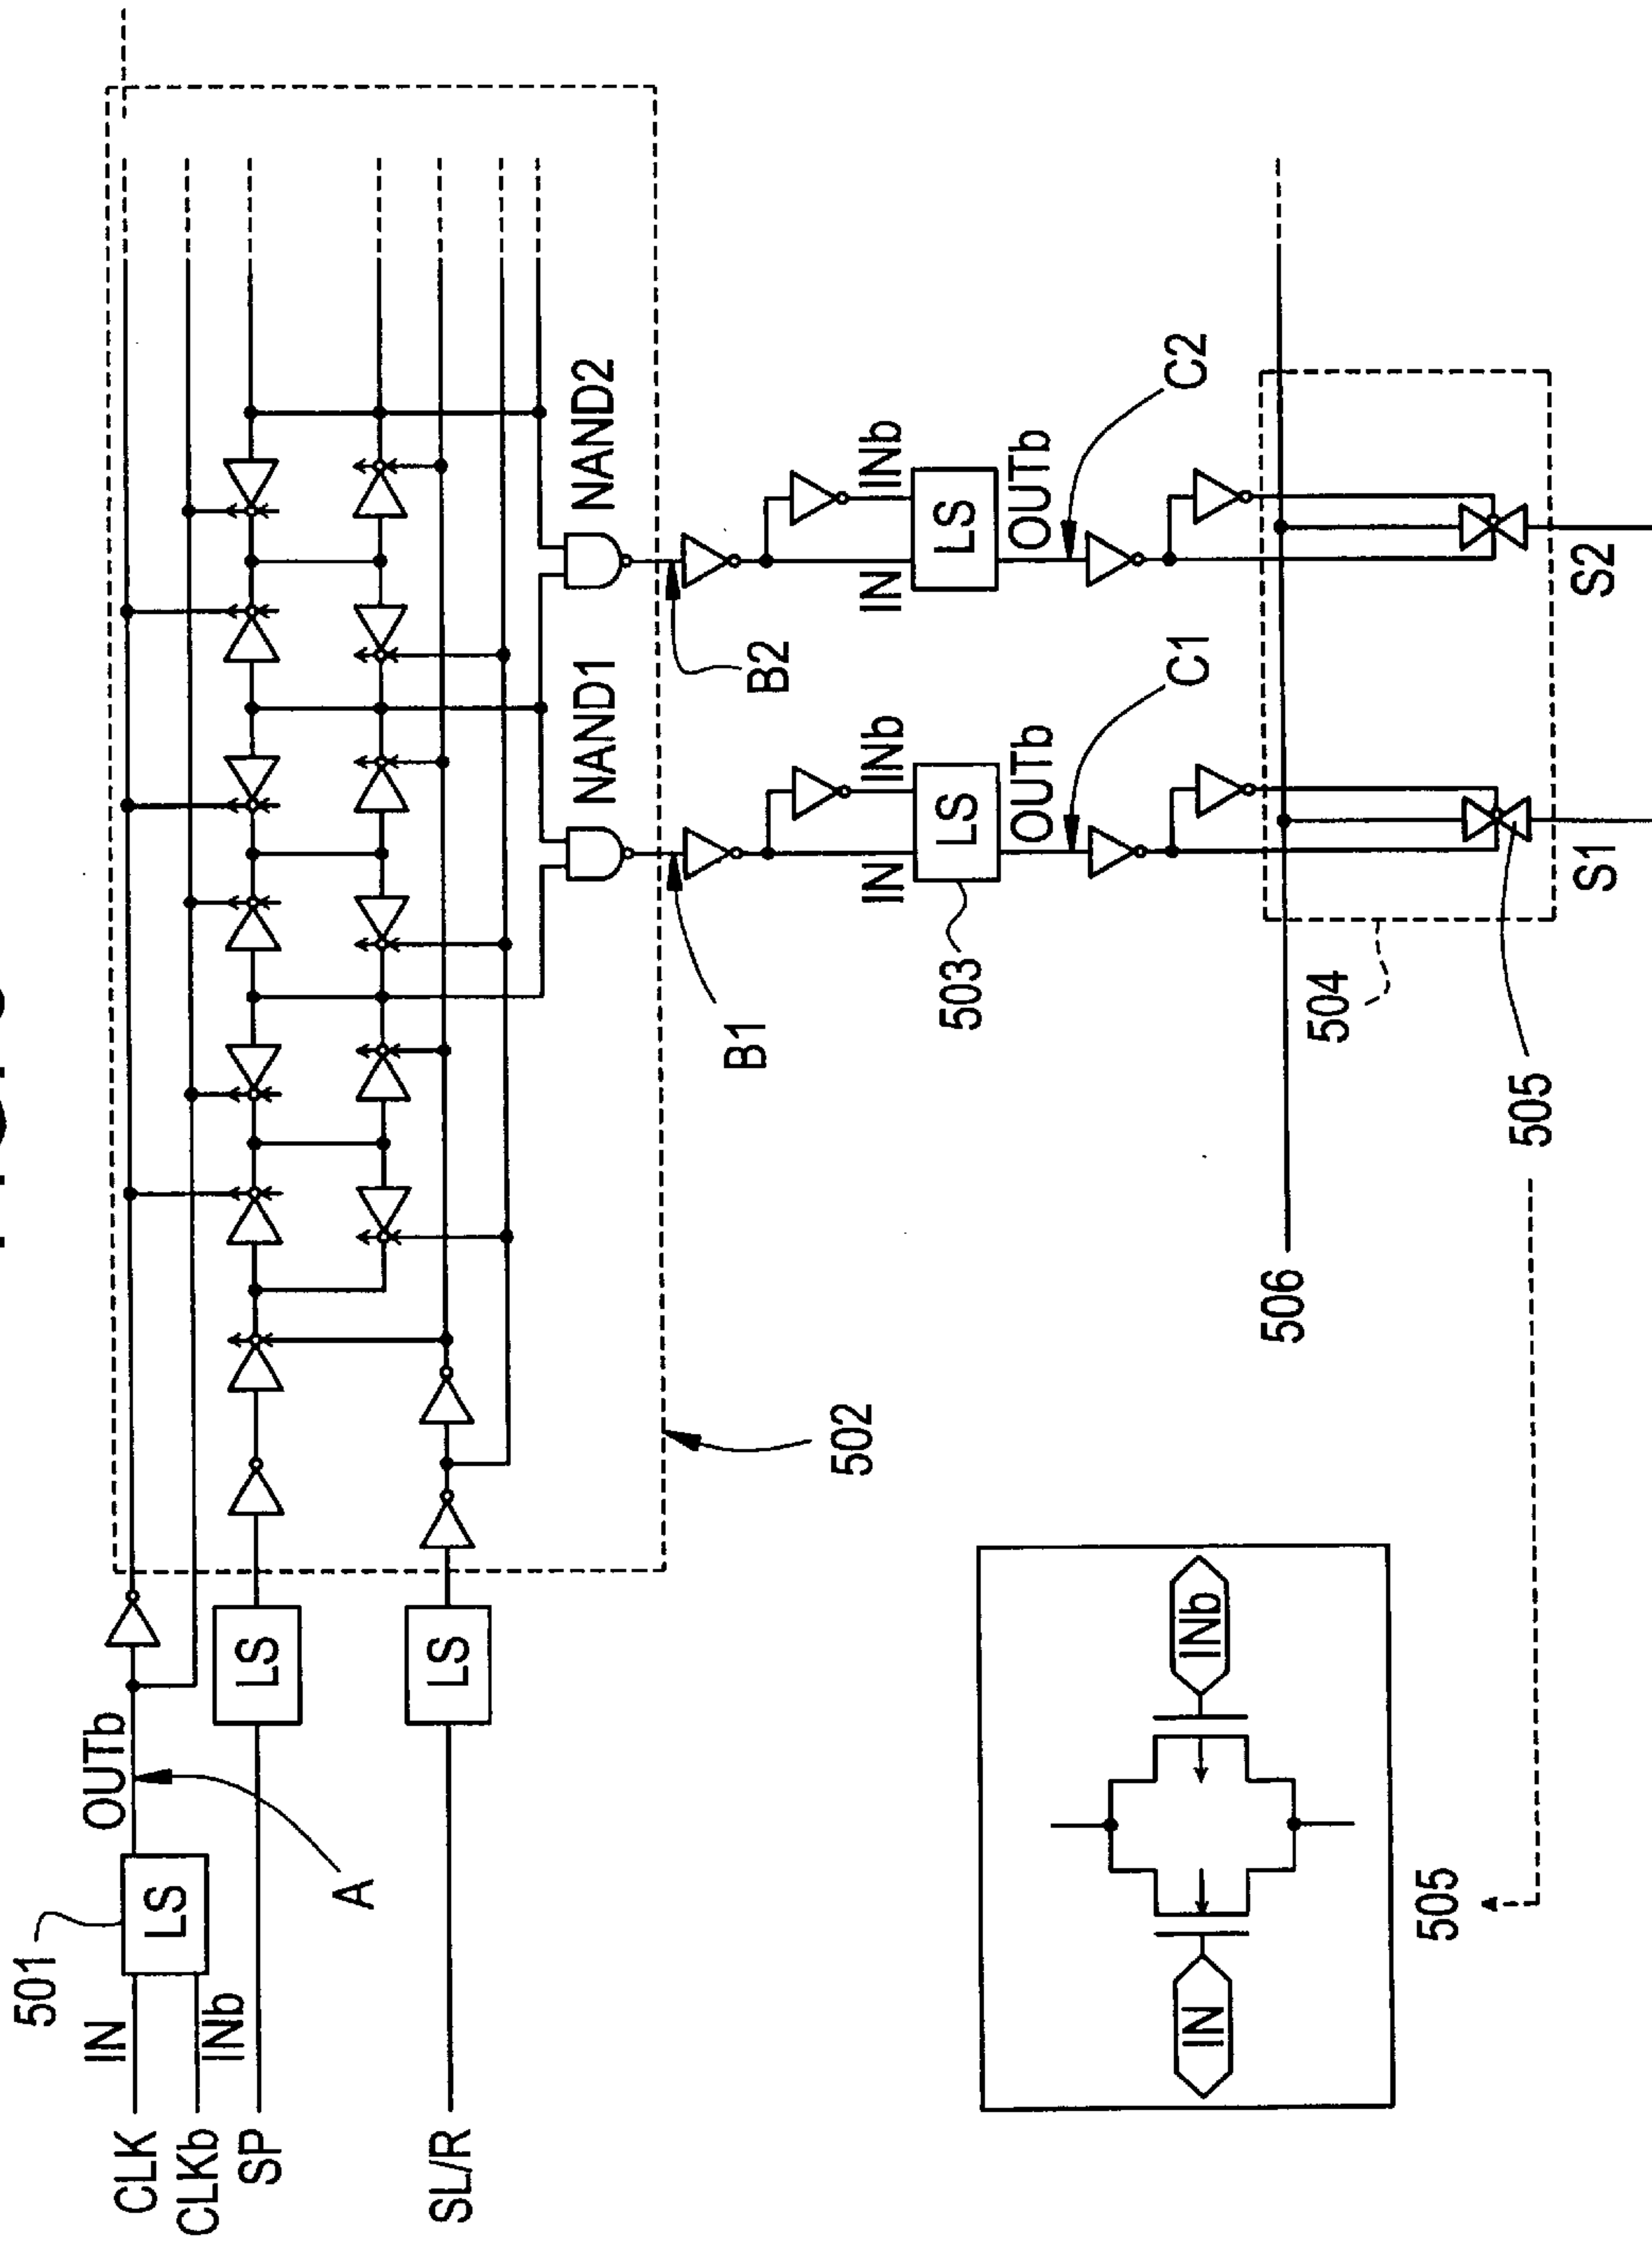 501
IN
CLK
CLKb
INb
SP
SL/R
LS
OUTb
A
LS
LS
502
NAND1
NAND2
B1
B2
IN
INb
LS
503
OUTb
C1
IN
INb
LS
OUTb
C2
506
504
505
S1
S2
IN
INb
505